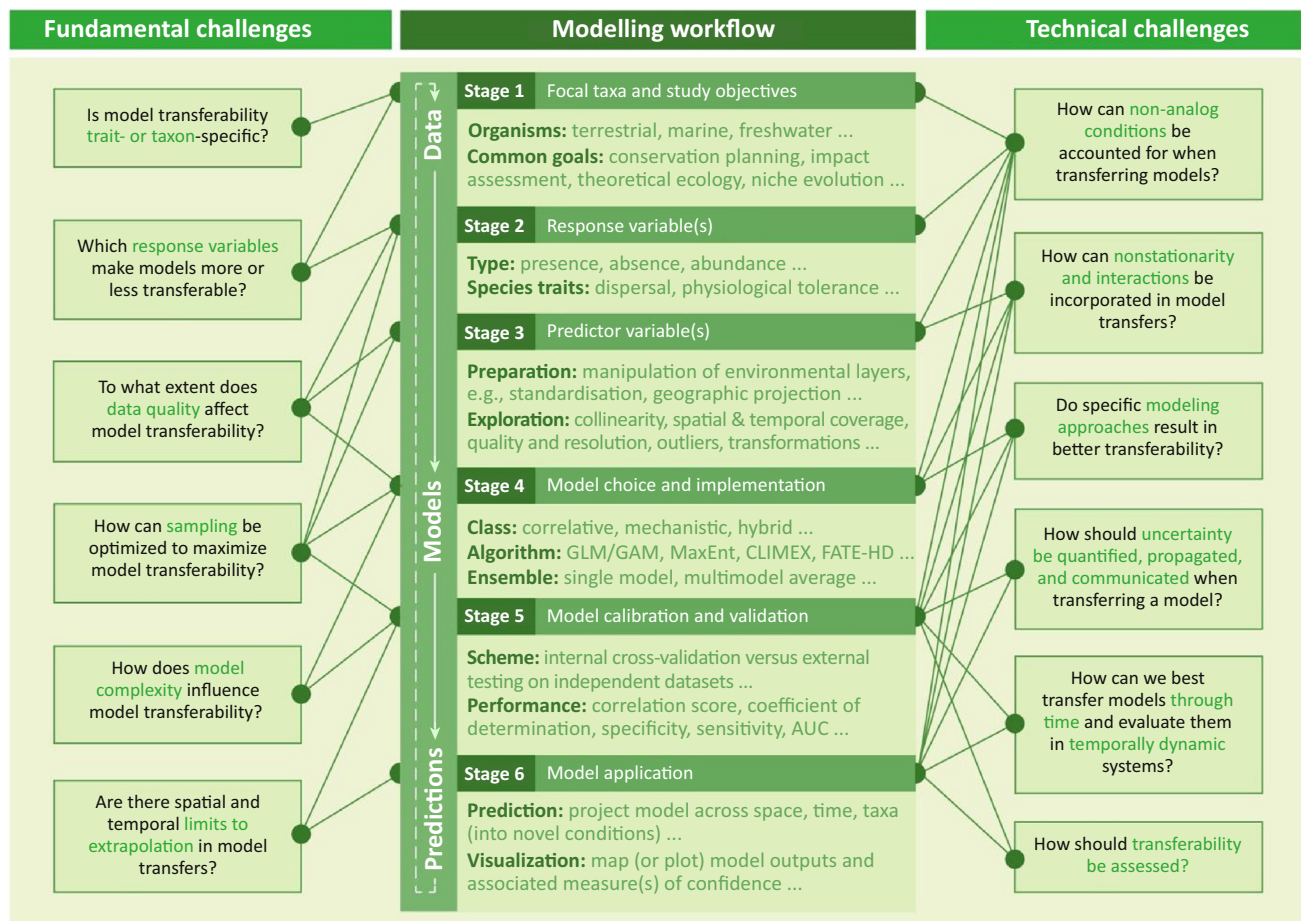 Fundamental challenges
Is model transferability
trait- or taxon-specific?
Which response variables
make models more or
less transferable?
To what extent does
data quality affect
model transferability?
How can sampling be
optimized to maximize
model transferability?
How does model
complexity influence
model transferability?
Are there spatial and
temporal limits to
extrapolation in model
transfers?
Modelling workflow
Data
Models
Predictions
Stage 1 Focal taxa and study objectives
Organisms: terrestrial, marine, freshwater ...
Common goals: conservation planning, impact
assessment, theoretical ecology, niche evolution ...
Stage 2 Response variable(s)
Type: presence, absence, abundance ...
Species traits: dispersal, physiological tolerance ...
Stage 3 Predictor variable(s)
Preparation: manipulation of environmental layers,
e.g., standardisation, geographic projection ...
Exploration: collinearity, spatial & temporal coverage,
quality and resolution, outliers, transformations ...
Stage 4 Model choice and implementation
Class: correlative, mechanistic, hybrid ...
Algorithm: GLM/GAM, MaxEnt, CLIMEX, FATE-HD ...
Ensemble: single model, multimodel average ...
Stage 5 Model calibration and validation
Scheme: internal cross-validation versus external
testing on independent datasets ...
Performance: correlation score, coefficient of
determination, specificity, sensitivity, AUC ...
Stage 6 Model application
Prediction: project model across space, time, taxa
(into novel conditions) ...
Visualization: map (or plot) model outputs and
associated measure(s) of confidence ...
Technical challenges
How can non-analog
conditions be
accounted for when
transferring models?
How can nonstationarity
and interactions be
incorporated in model
transfers?
Do specific modeling
approaches result in
better transferability?
How should uncertainty
be quantified, propagated,
and communicated when
transferring a model?
How can we best
transfer models through
time and evaluate them
in temporally dynamic
systems?
How should transferability
be assessed?